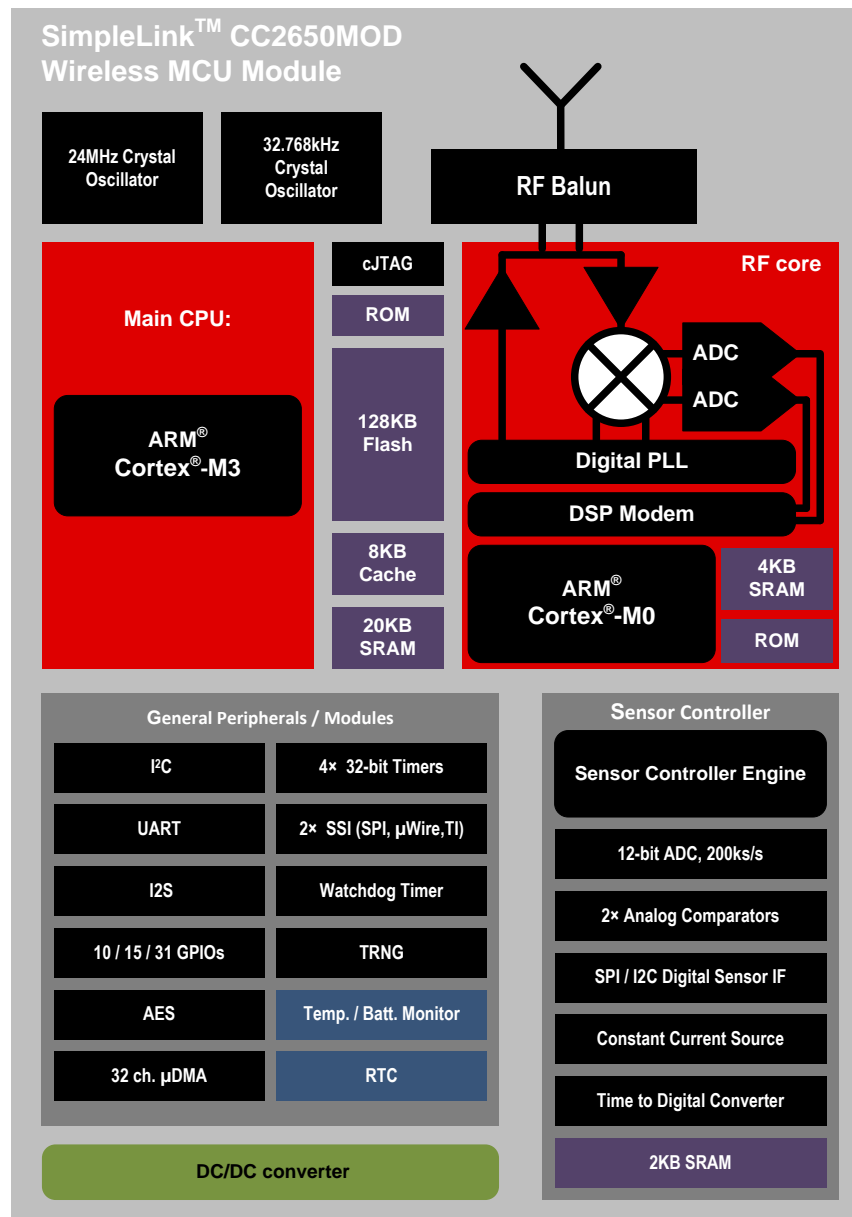 SimpleLink™ CC2650MOD
Wireless MCU Module
24MHz Crystal
Oscillator
32.768kHz
Crystal
Oscillator
RF Balun
Main CPU:
ARM®
Cortex®-M3
cJTAG
ROM
128KB
Flash
8KB
Cache
20KB
SRAM
RF core
ADC
ADC
Digital PLL
DSP Modem
ARM®
Cortex®-M0
4KB
SRAM
ROM
General Peripherals / Modules
I²C
4× 32-bit Timers
UART
2× SSI (SPI, µWire,TI)
I2S
Watchdog Timer
10 / 15 / 31 GPIOs
TRNG
AES
Temp. / Batt. Monitor
32 ch. µDMA
RTC
Sensor Controller
Sensor Controller Engine
12-bit ADC, 200ks/s
2× Analog Comparators
SPI / I2C Digital Sensor IF
Constant Current Source
Time to Digital Converter
2KB SRAM
DC/DC converter